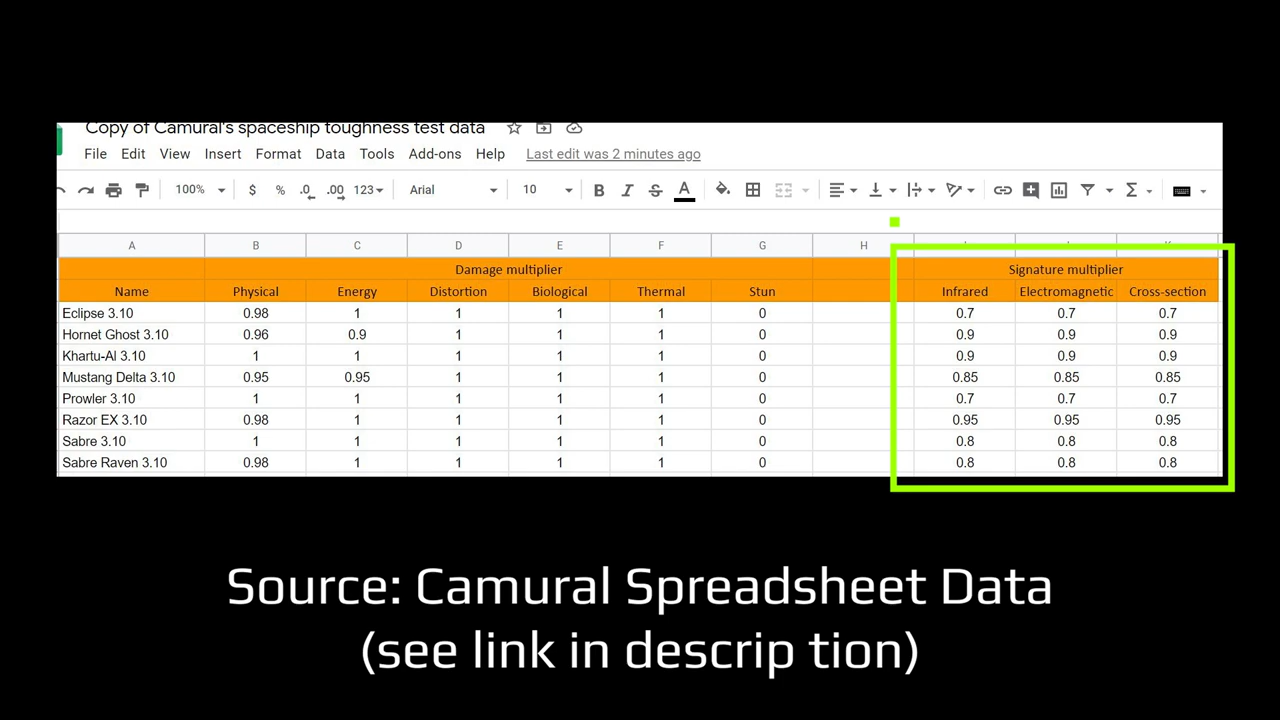 Copy of Camural's spaceship toughness test data
File Edit View Insert Format Data Tools Add-ons Help Last edit was 2 minutes ago
100% $ % .0 .00 123 Arial 10 B I S A
A B C D E F G H
Damage multiplier Signature multiplier
Name Physical Energy Distortion Biological Thermal Stun Infrared Electromagnetic Cross-section
Eclipse 3.10 0.98 1 1 1 1 0 0.7 0.7 0.7
Hornet Ghost 3.10 0.96 0.9 1 1 1 0 0.9 0.9 0.9
Khartu-Al 3.10 1 1 1 1 1 0 0.9 0.9 0.9
Mustang Delta 3.10 0.95 0.95 1 1 1 0 0.85 0.85 0.85
Prowler 3.10 1 1 1 1 1 0 0.7 0.7 0.7
Razor EX 3.10 0.98 1 1 1 1 0 0.95 0.95 0.95
Sabre 3.10 1 1 1 1 1 0 0.8 0.8 0.8
Sabre Raven 3.10 0.98 1 1 1 1 0 0.8 0.8 0.8
Source: Camural Spreadsheet Data
(see link in descrip tion)